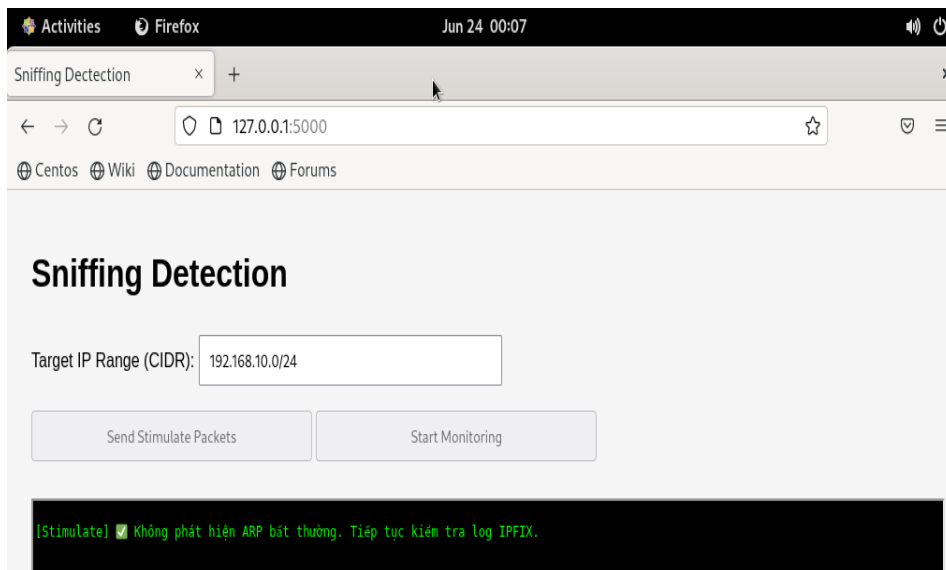 Activities Firefox Jun 24 00:07
Sniffing Dectection
127.0.0.1:5000
Centos Wiki Documentation Forums
Sniffing Detection
Target IP Range (CIDR): 192.168.10.0/24
Send Stimulate Packets Start Monitoring
[Stimulate] ✅ Không phát hiện ARP bất thường. Tiếp tục kiểm tra log IPFIX.